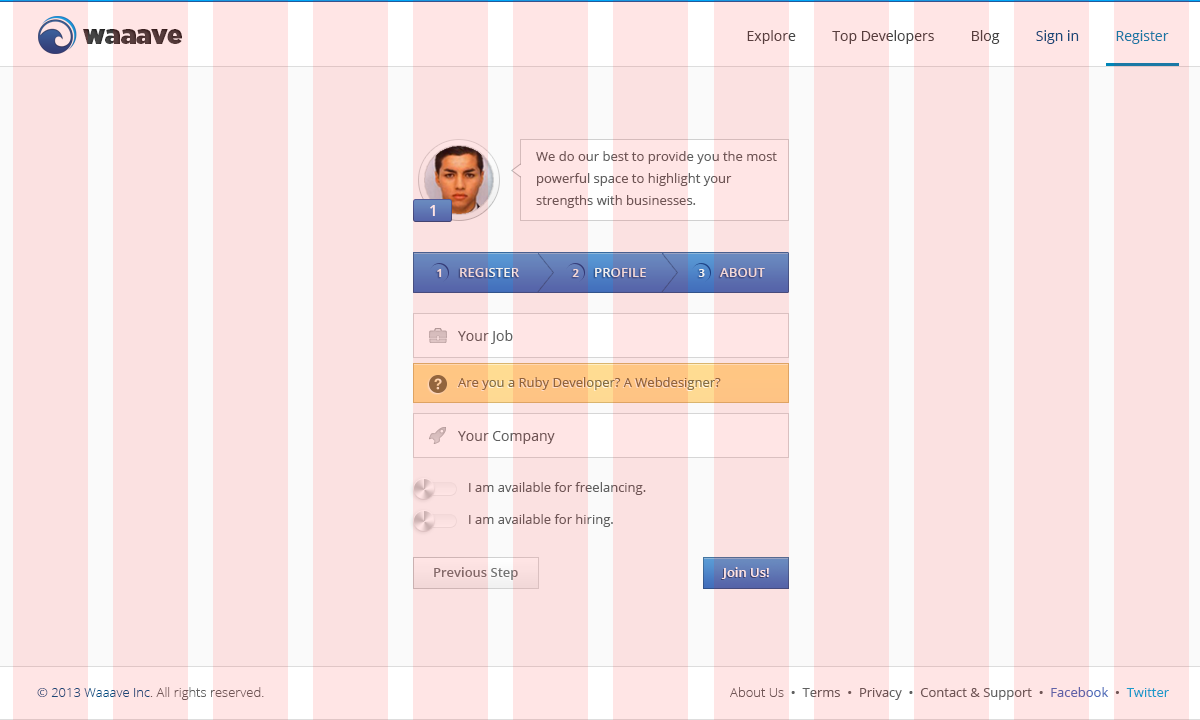 waaave
Explore Top Developers Blog Sign in Register
We do our best to provide you the most
powerful space to highlight your
strengths with businesses.
1
1 REGISTER 2 PROFILE 3 ABOUT
Your Job
? Are you a Ruby Developer? A Webdesigner?
Your Company
I am available for freelancing.
I am available for hiring.
Previous Step Join Us!
© 2013 Waaave Inc. All rights reserved. About Us • Terms • Privacy • Contact & Support • Facebook • Twitter